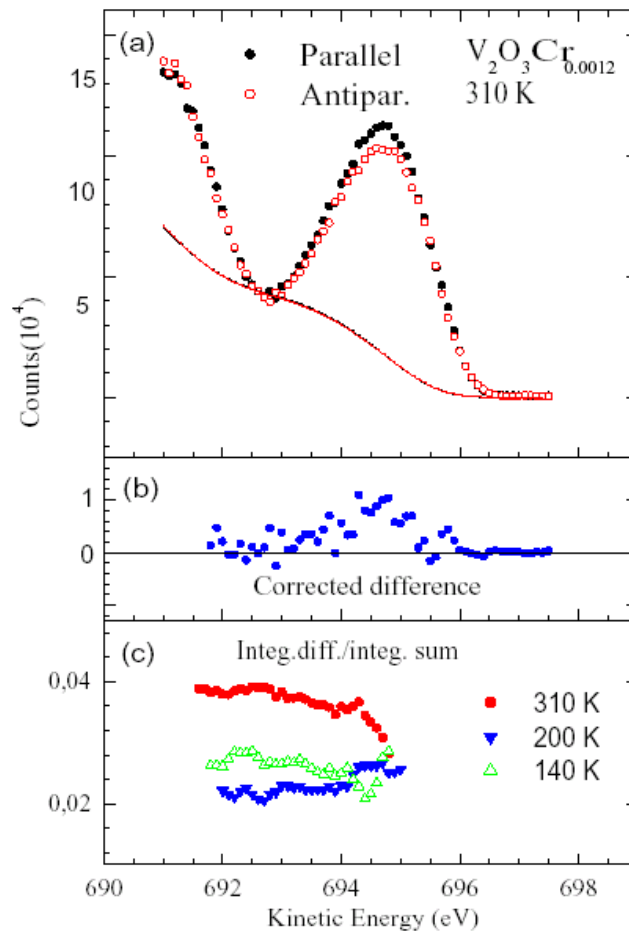 (a)
Parallel V₂O₃Cr₀.₀₀₁₂
Antipar. 310 K
15
10
5
Counts(10⁴)
(b)
1
0
Corrected difference
(c)
Integ.diff./integ. sum
0,04
0,02
310 K
200 K
140 K
690 692 694 696 698
Kinetic Energy (eV)